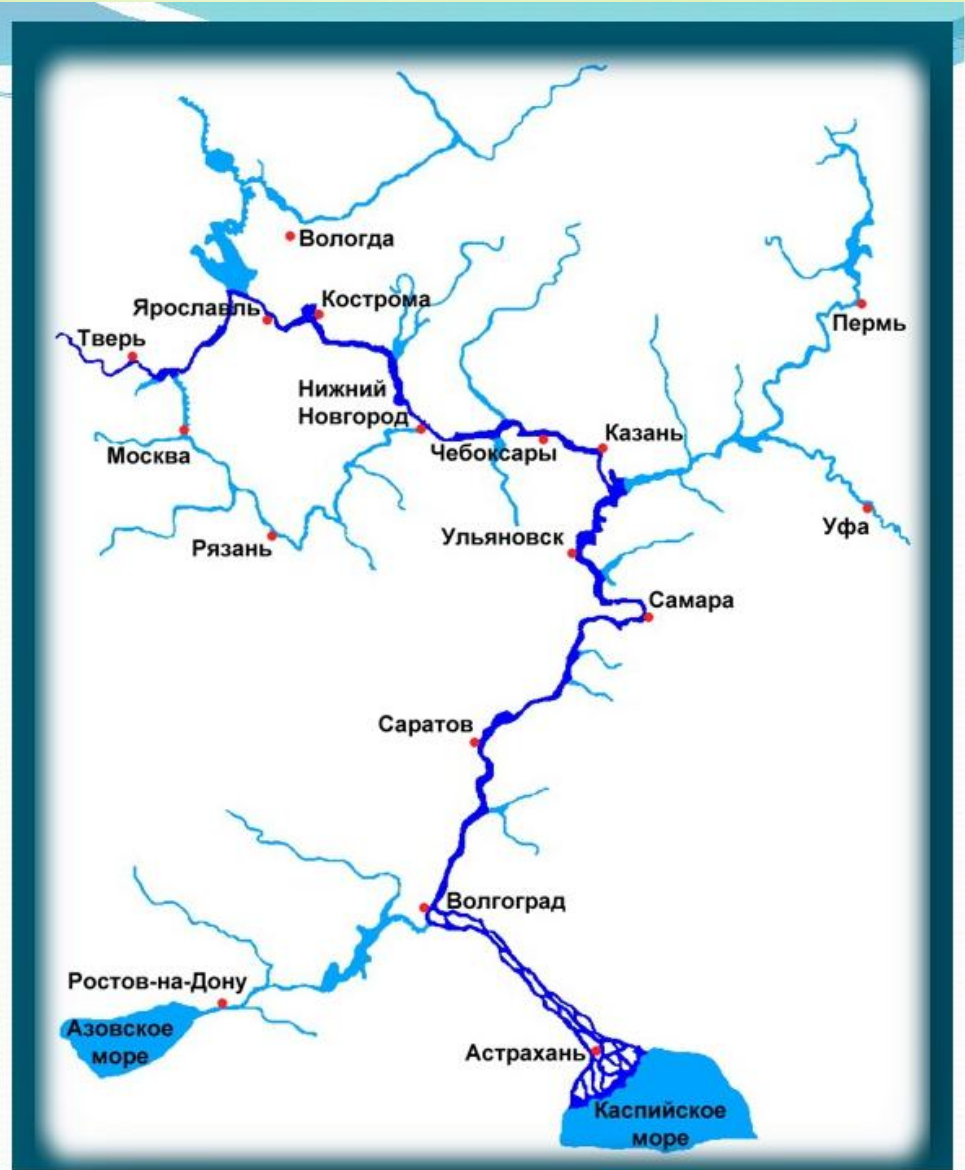 Вологда
Кострома
Ярославль
Пермь
Тверь
Нижний
Новгород
Казань
Чебоксары
Москва
Уфа
Ульяновск
Рязань
Самара
Саратов
Волгоград
Ростов-на-Дону
Азовское
море
Астрахань
Каспийское
море